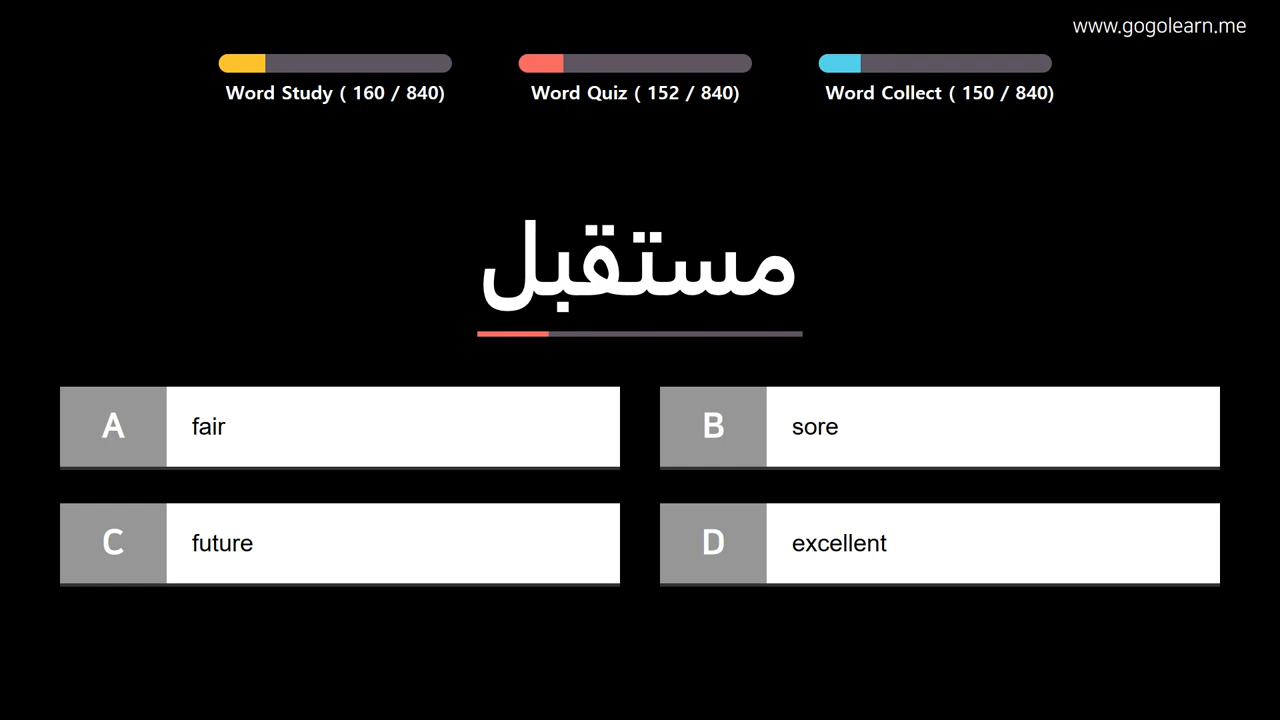 www.gogolearn.me
Word Study ( 160 / 840)
Word Quiz ( 152 / 840)
Word Collect ( 150 / 840)
مستقبل
A fair
B sore
C future
D excellent